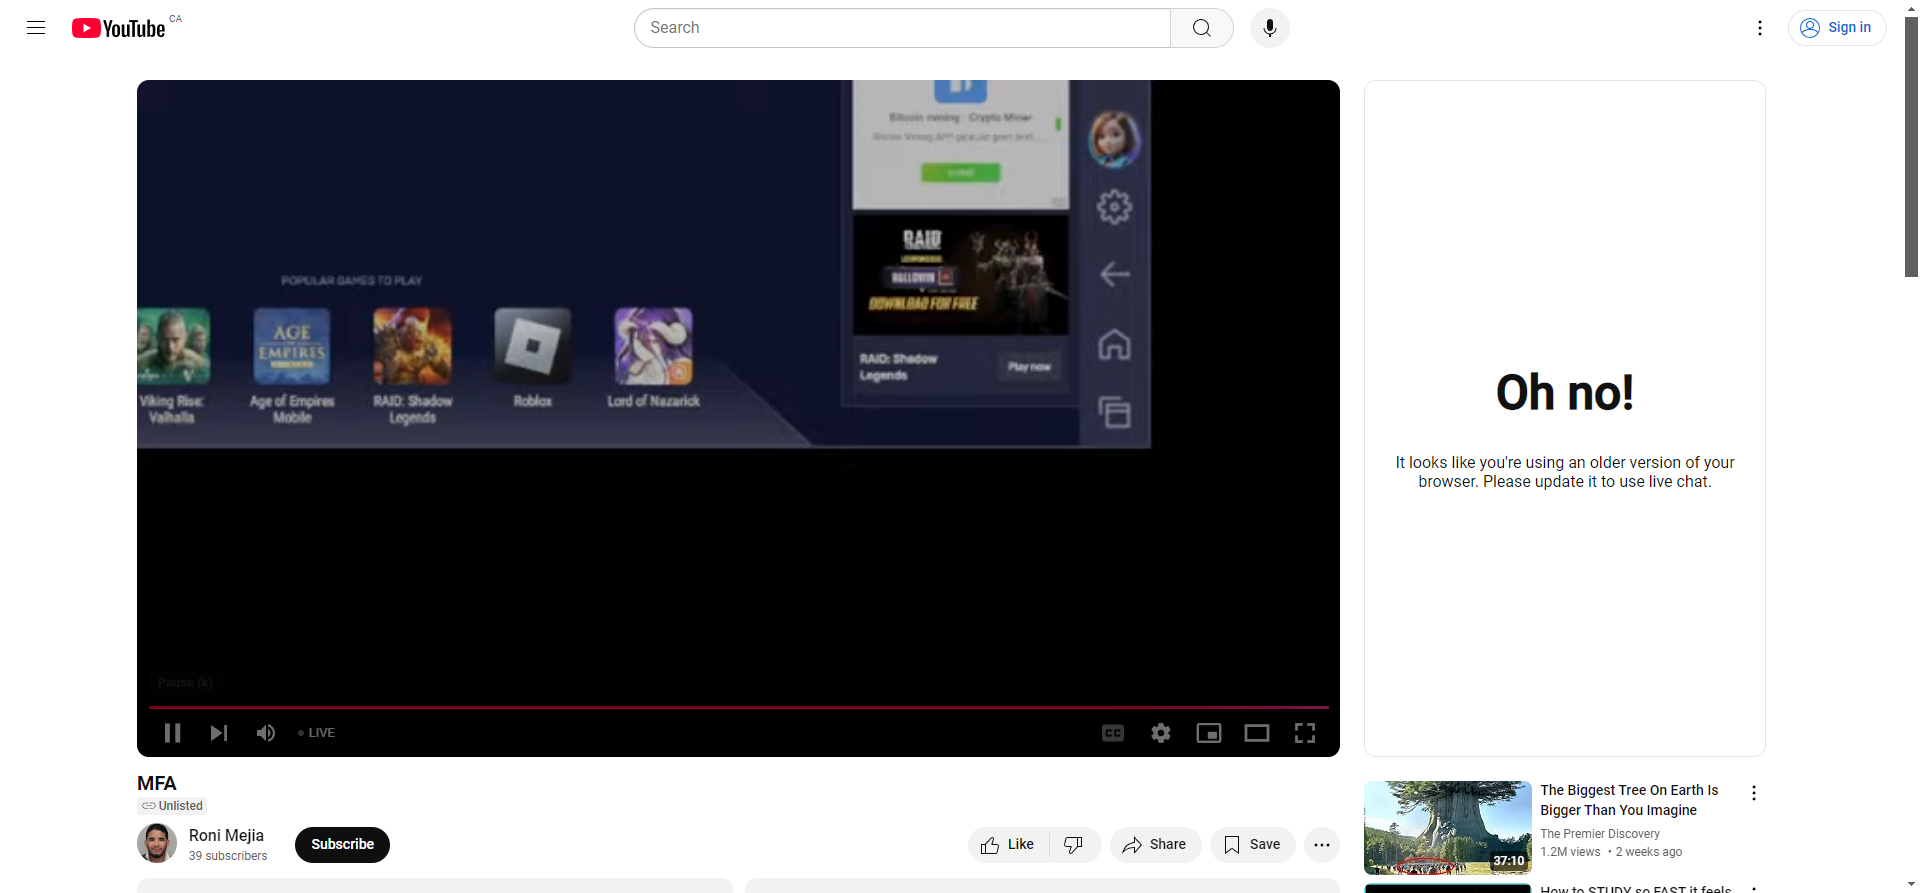 YouTube CA
Search
Sign in
Bitcoin mining - Crypto Miner
RAID
DOWNLOAD FOR FREE
RAID: Shadow
Legends
Play now
POPULAR GAMES TO PLAY
AGE
EMPIRES
Viking Rise:
Valhalla
Age of Empires
Mobile
RAID: Shadow
Legends
Roblox
Lord of Nazarick
Pause (k)
LIVE
CC
Oh no!
It looks like you're using an older version of your
browser. Please update it to use live chat.
MFA
Unlisted
Roni Mejia
39 subscribers
Subscribe
Like
Share
Save
37:10
The Biggest Tree On Earth Is
Bigger Than You Imagine
The Premier Discovery
1.2M views • 2 weeks ago
How to STUDY so FAST it feels